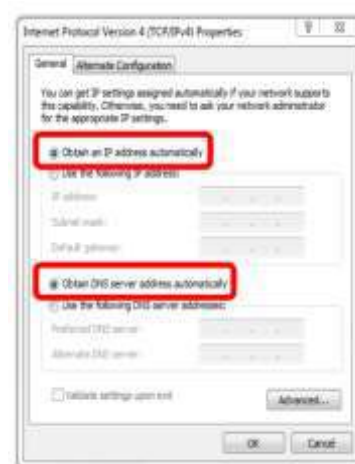 Internet Protocol Version 4 (TCP/IPv4) Properties
General
Alternate Configuration
You can get IP settings assigned automatically if your network supports
this capability. Otherwise, you need to ask your network administrator
for the appropriate IP settings.
Obtain an IP address automatically
Use the following IP address:
IP address:
Subnet mask:
Default gateway:
Obtain DNS server address automatically
Use the following DNS server addresses:
Preferred DNS server:
Alternate DNS server:
Validate settings upon exit
Advanced...
OK
Cancel